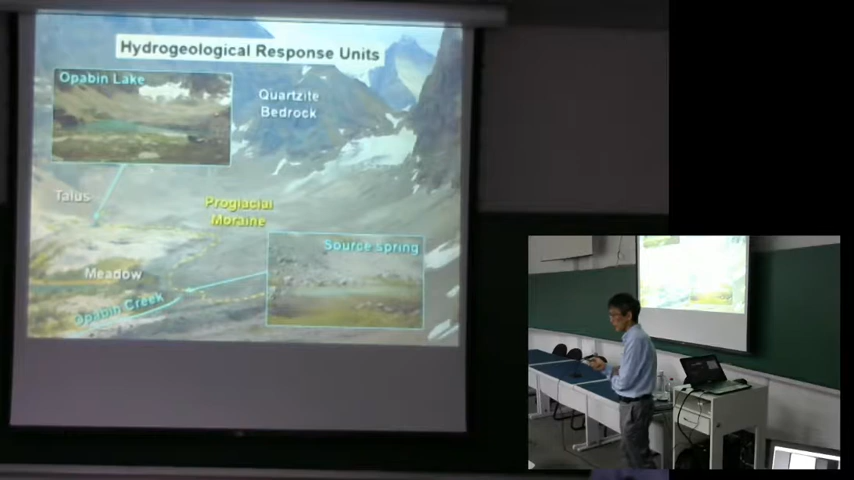 Hydrogeological Response Units
Opabin Lake
Quartzite
Bedrock
Talus
Proglacial
Moraine
Source spring
Meadow
Opabin Creek